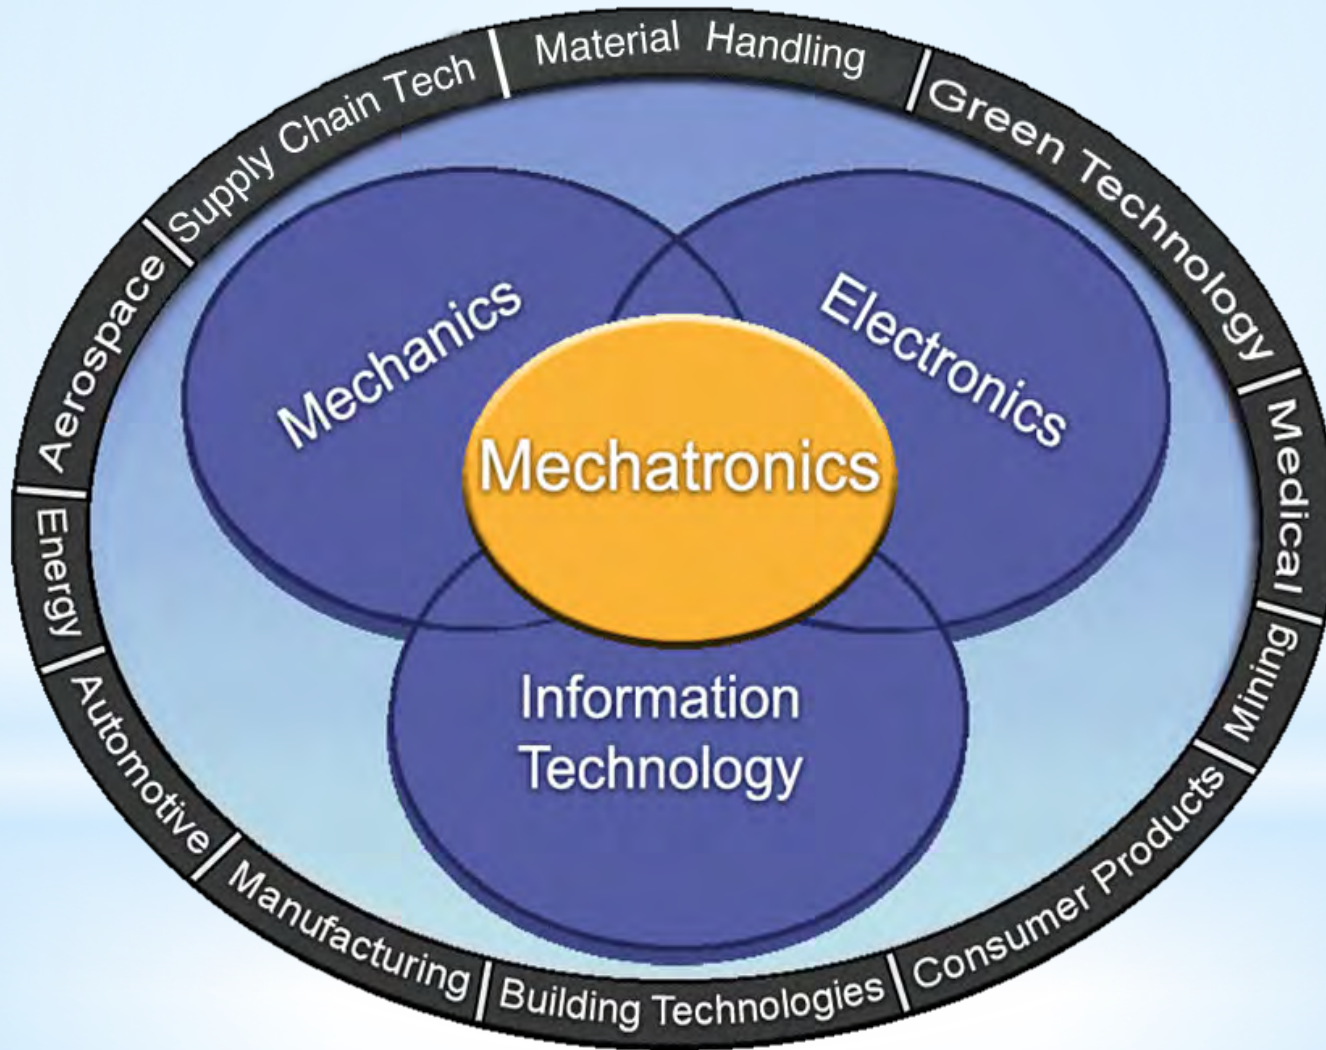 Supply Chain Tech
Material Handling
Green Technology
Medical
Mining
Consumer Products
Building Technologies
Manufacturing
Automotive
Energy
Aerospace
Mechanics
Electronics
Mechatronics
Information
Technology